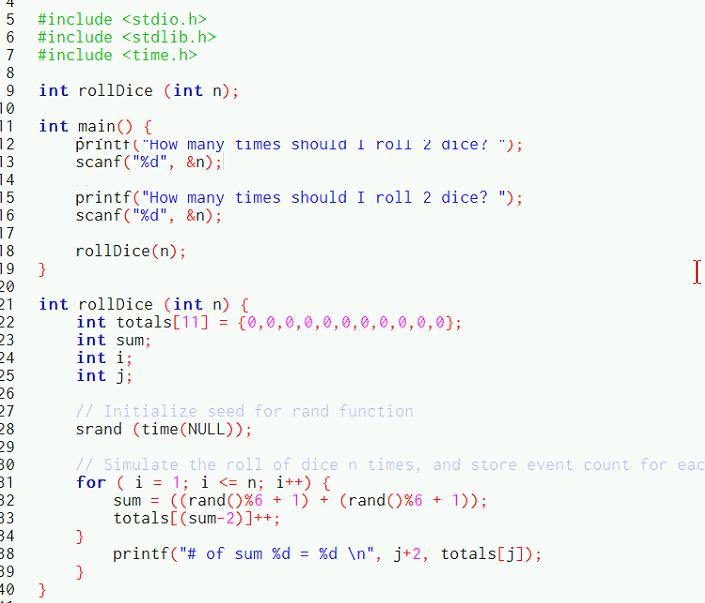 4
5 #include <stdio.h>
6 #include <stdlib.h>
7 #include <time.h>
8
9 int rollDice (int n);
10
11 int main() {
12 printf("How many times should I roll 2 dice? ");
13 scanf("%d", &n);
14
15 printf("How many times should I roll 2 dice? ");
16 scanf("%d", &n);
17
18 rollDice(n);
19 }
20
21 int rollDice (int n) {
22 int totals[11] = {0,0,0,0,0,0,0,0,0,0,0};
23 int sum;
24 int i;
25 int j;
26
27 // Initialize seed for rand function
28 srand (time(NULL));
29
30 // Simulate the roll of dice n times, and store event count for eac
31 for ( i = 1; i <= n; i++) {
32 sum = ((rand()%6 + 1) + (rand()%6 + 1));
33 totals[(sum-2)]++;
34 }
38 printf("# of sum %d = %d \n", j+2, totals[j]);
39 }
40 }